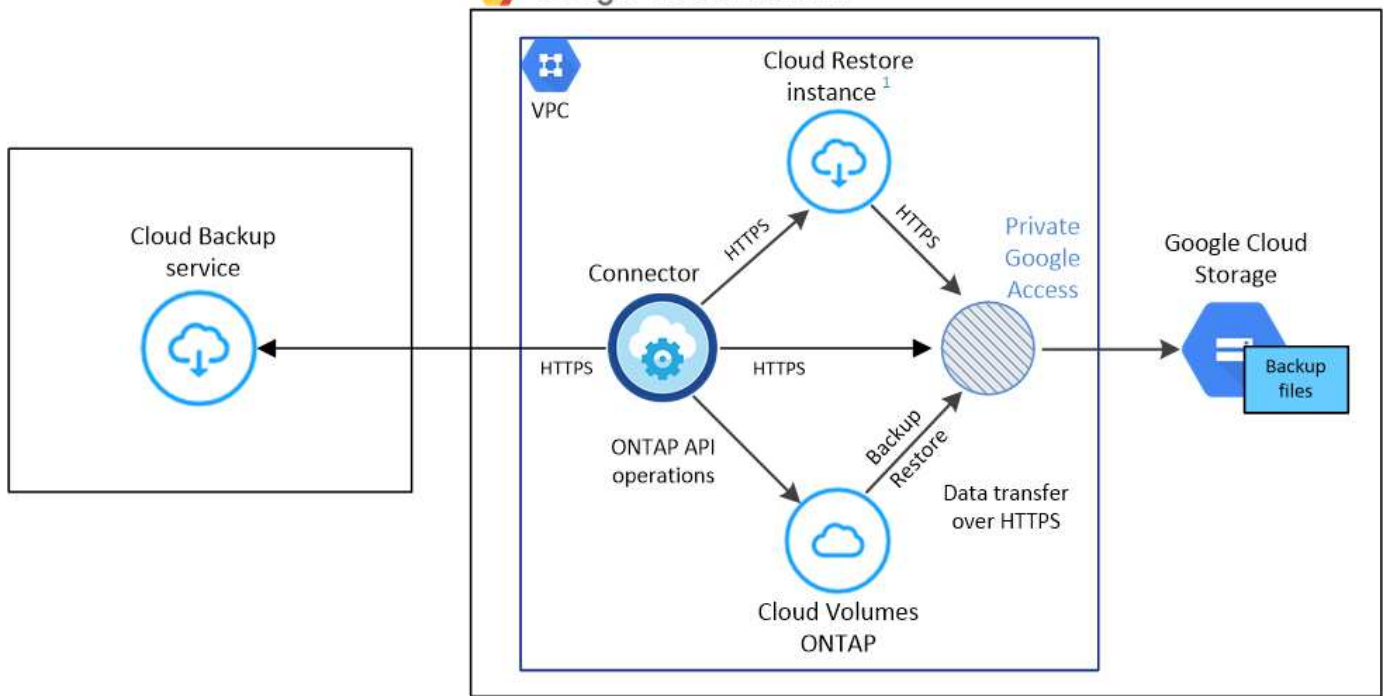 VPC
Cloud Restore
instance 1
HTTPS
HTTPS
Private
Google
Access
Google Cloud
Storage
Backup
files
Cloud Backup
service
Connector
HTTPS
HTTPS
ONTAP API
operations
Backup
Restore
Data transfer
over HTTPS
Cloud Volumes
ONTAP